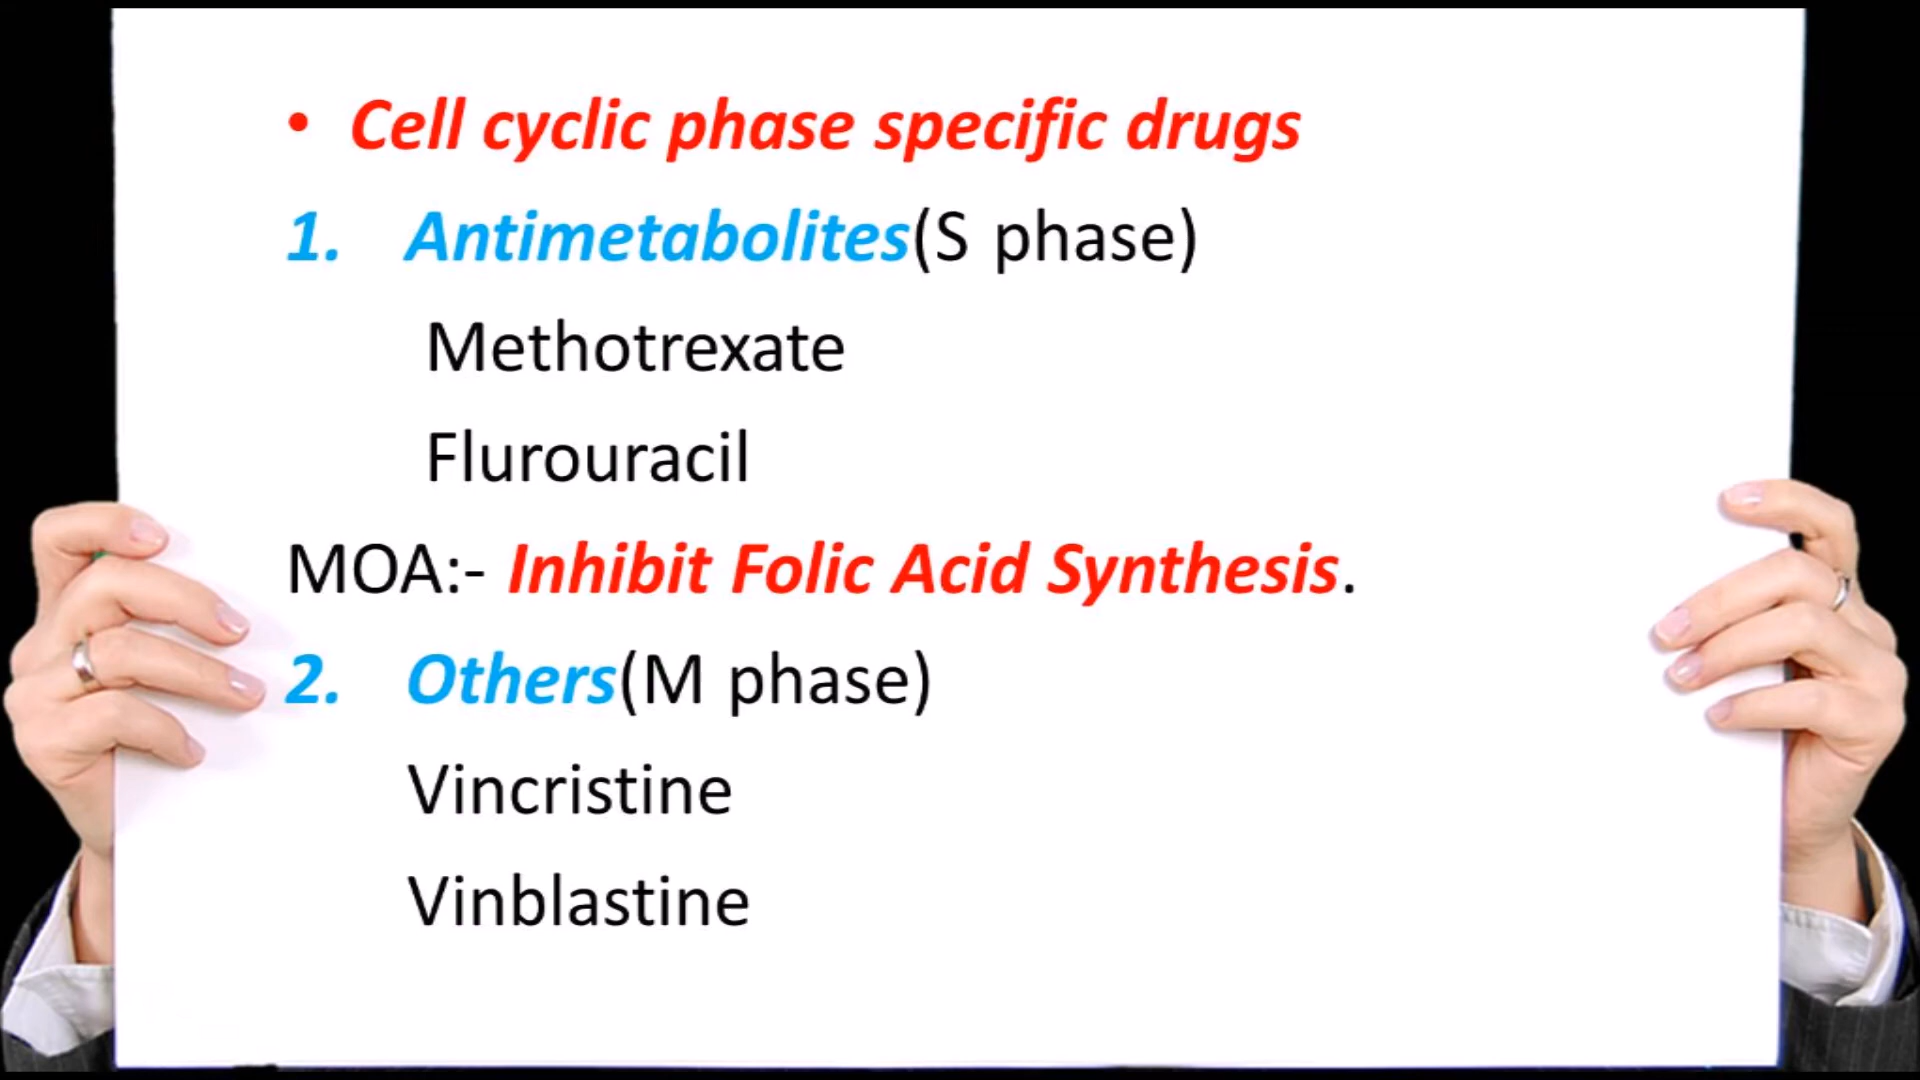 • Cell cyclic phase specific drugs
1. Antimetabolites(S phase)
Methotrexate
Flurouracil
MOA:- Inhibit Folic Acid Synthesis.
2. Others(M phase)
Vincristine
Vinblastine